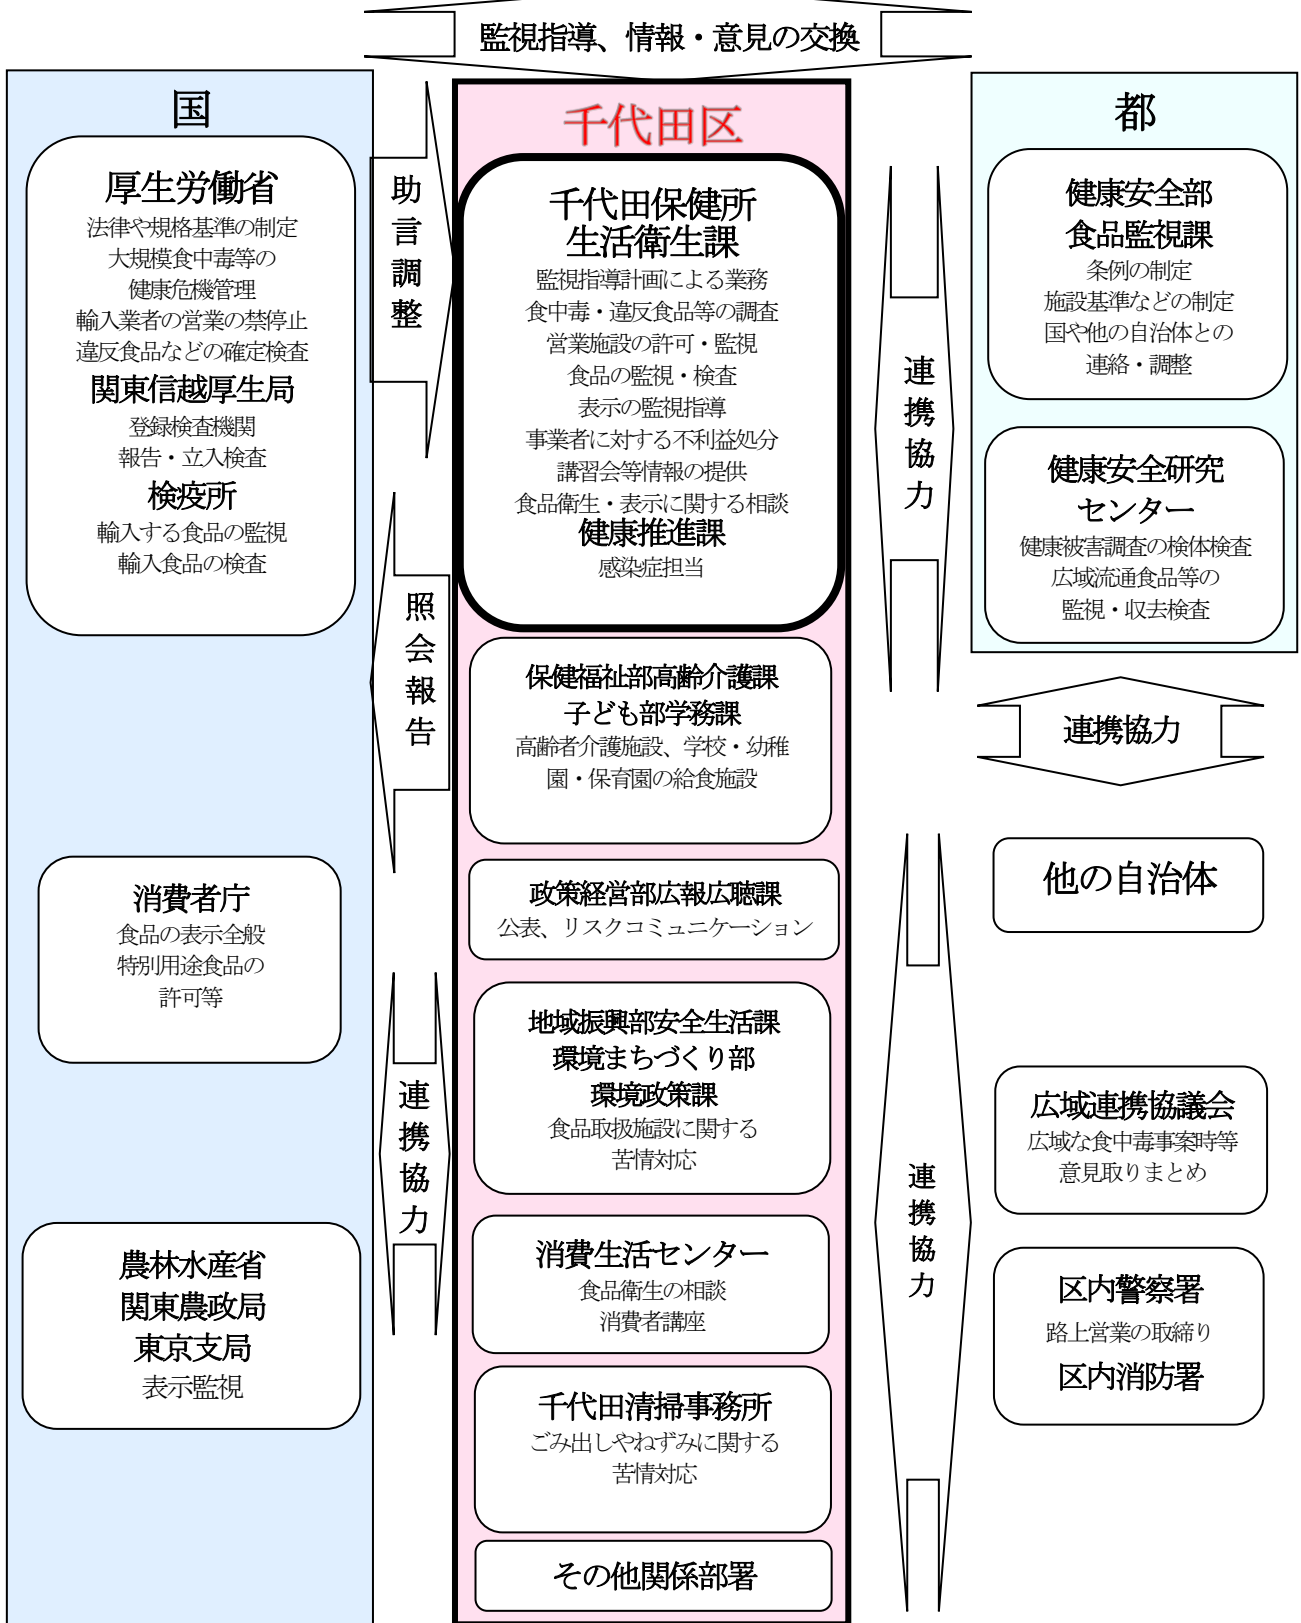 監視指導、情報・意見の交換
国
厚生労働省
法律や規格基準の制定
大規模食中毒等の
健康危機管理
輸入業者の営業の禁停止
違反食品などの確定検査
関東信越厚生局
登録検査機関
報告・立入検査
検疫所
輸入する食品の監視
輸入食品の検査
消費者庁
食品の表示全般
特別用途食品の
許可等
農林水産省
関東農政局
東京支局
表示監視
助言調整
照会報告
連携協力
千代田区
千代田保健所
生活衛生課
監視指導計画による業務
食中毒・違反食品等の調査
営業施設の許可・監視
食品の監視・検査
表示の監視指導
事業者に対する不利益処分
講習会等情報の提供
食品衛生・表示に関する相談
健康推進課
感染症担当
保健福祉部高齢介護課
子ども部学務課
高齢者介護施設、学校・幼稚
園・保育園の給食施設
政策経営部広報広聴課
公表、リスクコミュニケーション
地域振興部安全生活課
環境まちづくり部
環境政策課
食品取扱施設に関する
苦情対応
消費生活センター
食品衛生の相談
消費者講座
千代田清掃事務所
ごみ出しやねずみに関する
苦情対応
その他関係部署
連携協力
連携協力
都
健康安全部
食品監視課
条例の制定
施設基準などの制定
国や他の自治体との
連絡・調整
健康安全研究
センター
健康被害調査の検体検査
広域流通食品等の
監視・収去検査
連携協力
他の自治体
広域連携協議会
広域な食中毒事案時等
意見取りまとめ
区内警察署
路上営業の取締り
区内消防署